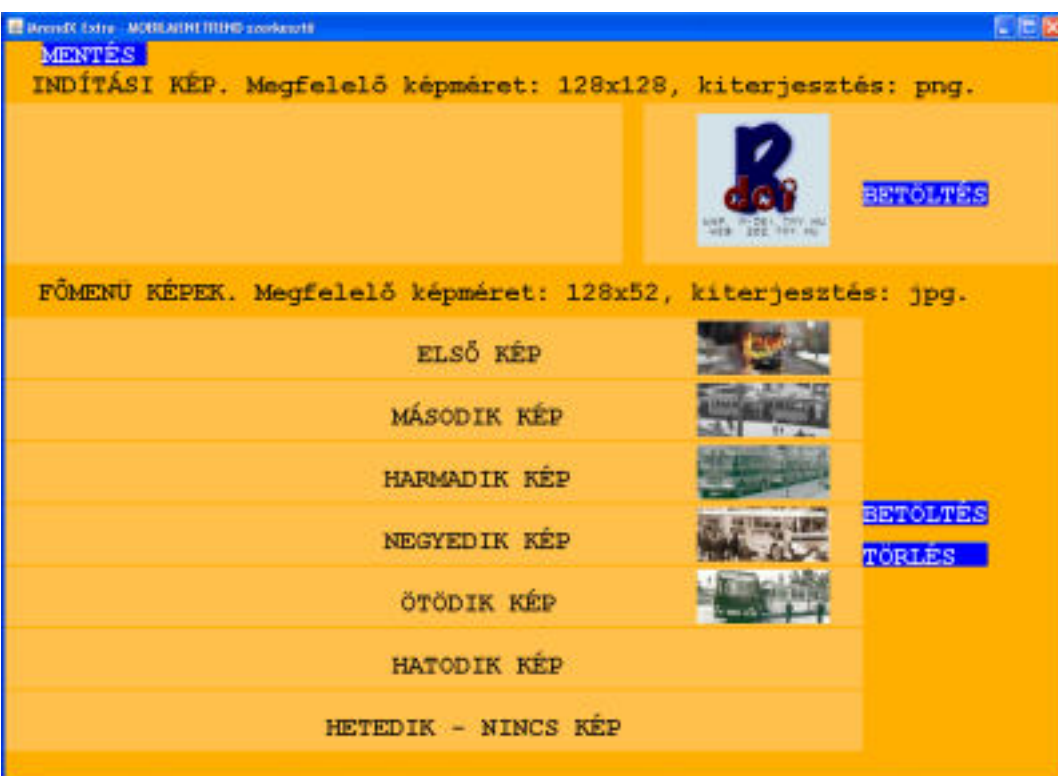 MENTÉS
INDÍTÁSI KÉP. Megfelelő képméret: 128x128, kiterjesztés: png.
doi
BETÖLTÉS
FŐMENÜ KÉPEK. Megfelelő képméret: 128x52, kiterjesztés: jpg.
ELSŐ KÉP
MÁSODIK KÉP
HARMADIK KÉP
BETÖLTÉS
NEGYEDIK KÉP
TÖRLÉS
ÖTÖDIK KÉP
HATODIK KÉP
HETEDIK - NINCS KÉP